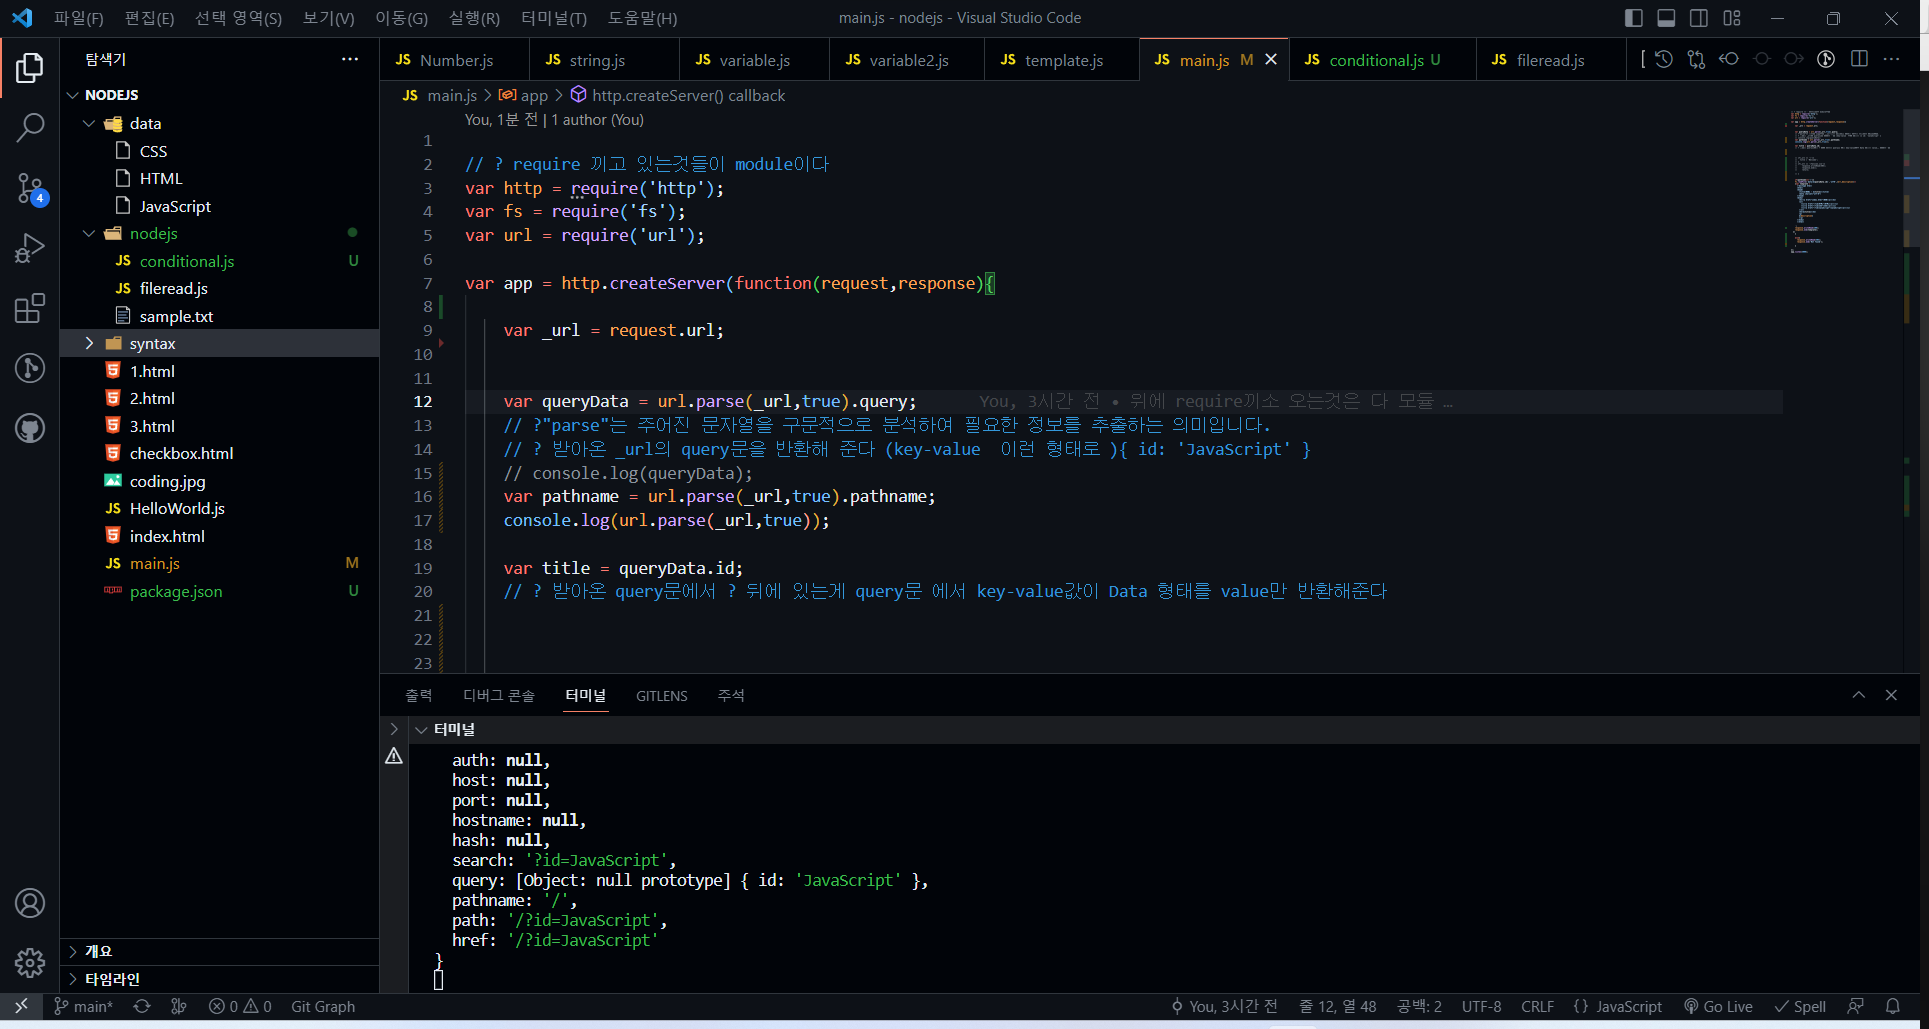 파일(F) 편집(E) 선택 영역(S) 보기(V) 이동(G) 실행(R) 터미널(T) 도움말(H) main.js - nodejs - Visual Studio Code
탐색기 ···
JS Number.js JS string.js JS variable.js JS variable2.js JS template.js JS main.js M JS conditional.js U JS fileread.js
NODEJS
data
CSS
HTML
JavaScript
nodejs
JS conditional.js U
JS fileread.js
sample.txt
syntax
1.html
2.html
3.html
checkbox.html
coding.jpg
JS HelloWorld.js
index.html
JS main.js M
package.json U
개요
타임라인
4
JS main.js > app > http.createServer() callback
You, 1분 전 | 1 author (You)
1
2 // ? require 끼고 있는것들이 module이다
3 var http = require('http');
4 var fs = require('fs');
5 var url = require('url');
6
7 var app = http.createServer(function(request,response){
8
9 var _url = request.url;
10
11
12 var queryData = url.parse(_url,true).query; You, 3시간 전 • 위에 require끼소 오는것은 다 모듈 …
13 // ?"parse"는 주어진 문자열을 구문적으로 분석하여 필요한 정보를 추출하는 의미입니다.
14 // ? 받아온 _url의 query문을 반환해 준다 (key-value  이런 형태로 ){ id: 'JavaScript' }
15 // console.log(queryData);
16 var pathname = url.parse(_url,true).pathname;
17 console.log(url.parse(_url,true));
18
19 var title = queryData.id;
20 // ? 받아온 query문에서 ? 뒤에 있는게 query문 에서 key-value값이 Data 형태를 value만 반환해준다
21
22
23
출력 디버그 콘솔 터미널 GITLENS 주석
터미널
auth: null,
host: null,
port: null,
hostname: null,
hash: null,
search: '?id=JavaScript',
query: [Object: null prototype] { id: 'JavaScript' },
pathname: '/',
path: '/?id=JavaScript',
href: '/?id=JavaScript'
}
main* 0 0 Git Graph You, 3시간 전 줄 12, 열 48 공백: 2 UTF-8 CRLF {} JavaScript Go Live Spell